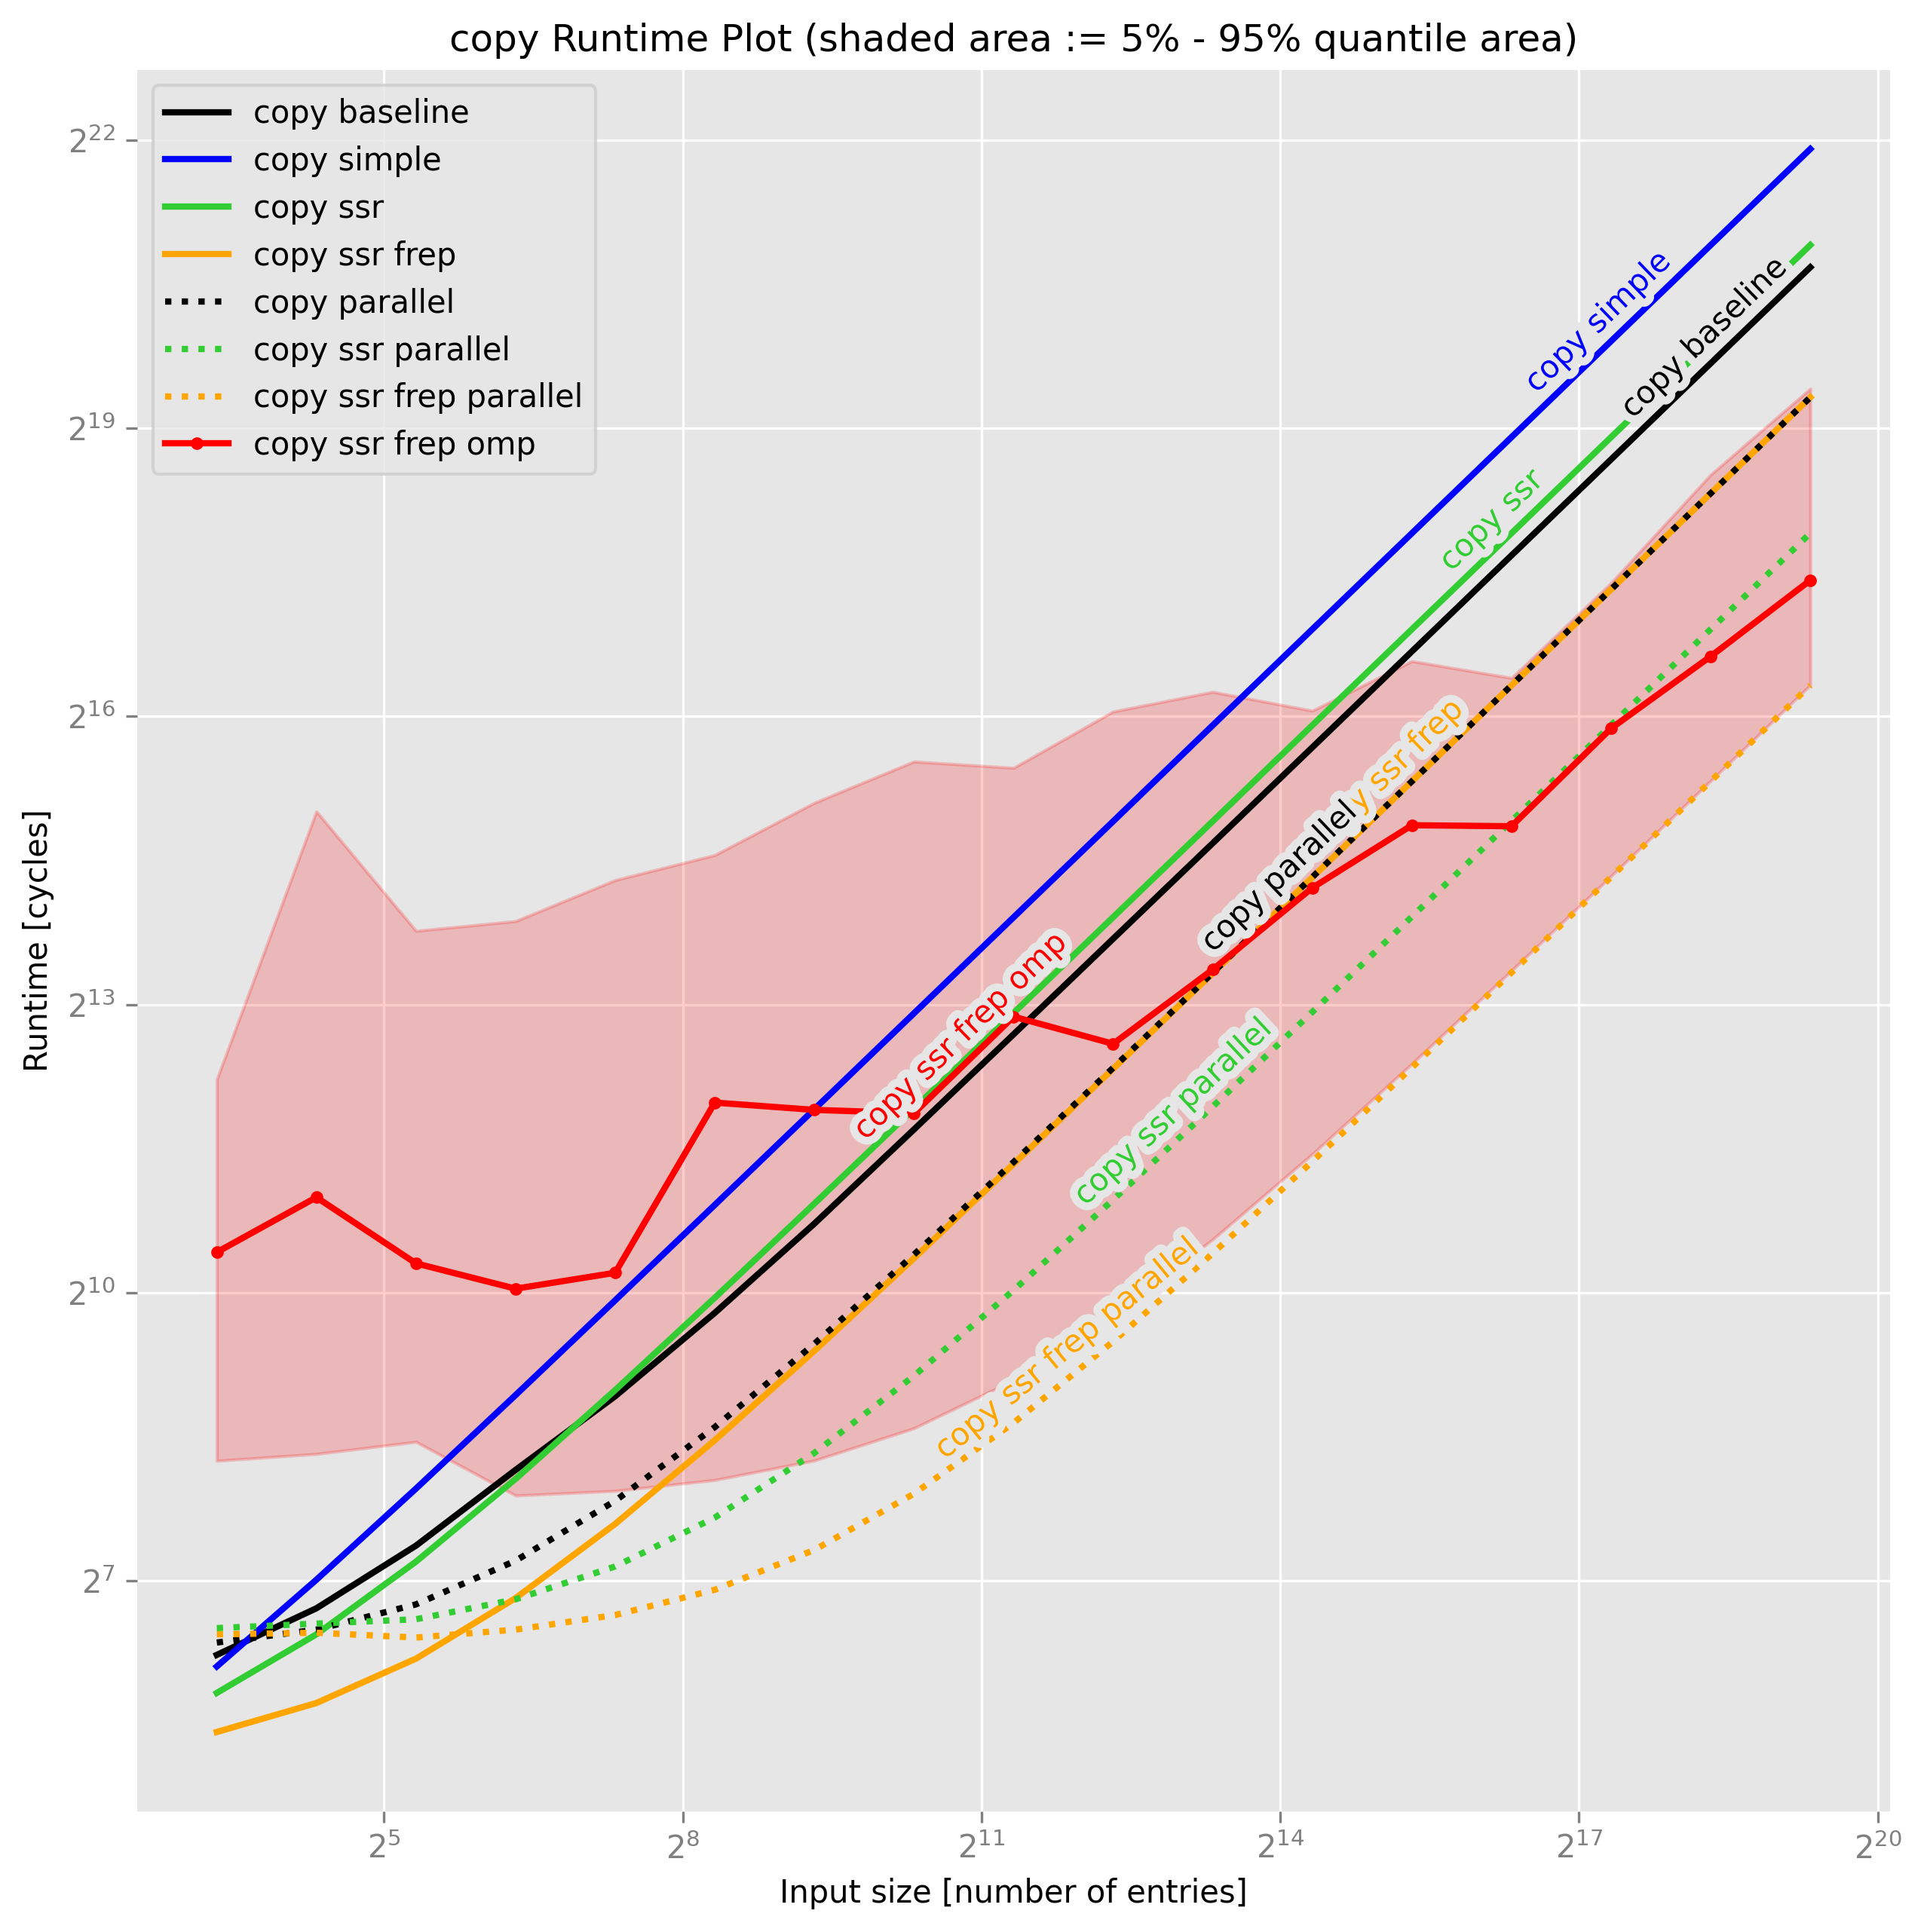 copy Runtime Plot (shaded area := 5% - 95% quantile area)
copy baseline
copy simple
copy ssr
copy ssr frep
copy parallel
copy ssr parallel
copy ssr frep parallel
copy ssr frep omp
Runtime [cycles]
2^22
2^19
2^16
2^13
2^10
2^7
copy simple
copy baseline
copy ssr
y ssr frep
copy parallel
copy ssr frep omp
copy ssr parallel
copy ssr frep parallel
2^5 2^8 2^11 2^14 2^17 2^20
Input size [number of entries]